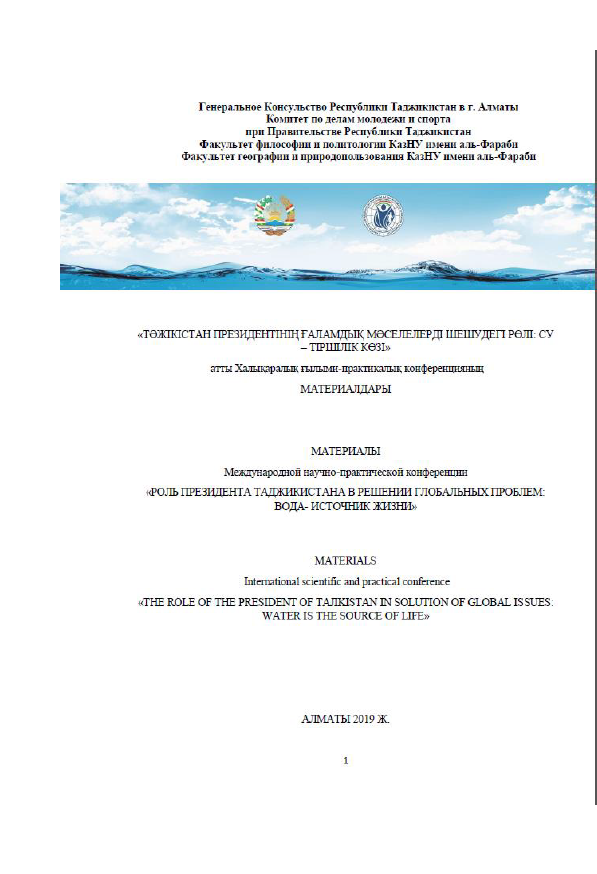 Генеральное Консульство Республики Таджикистан в г. Алматы
Комитет по делам молодежи и спорта
при Правительстве Республики Таджикистан
Факультет философии и политологии КазНУ имени аль-Фараби
Факультет географии и природопользования КазНУ имени аль-Фараби
«ТӘЖІКІСТАН ПРЕЗИДЕНТІНІҢ ҒАЛАМДЫҚ МӘСЕЛЕЛЕРДІ ШЕШУДЕГІ РӨЛІ: СУ
– ТІРШІЛІК КӨЗІ»
атты Халықаралық ғылыми-практикалық конференцияның
МАТЕРИАЛДАРЫ
МАТЕРИАЛЫ
Международной научно-практической конференции
«РОЛЬ ПРЕЗИДЕНТА ТАДЖИКИСТАНА В РЕШЕНИИ ГЛОБАЛЬНЫХ ПРОБЛЕМ:
ВОДА- ИСТОЧНИК ЖИЗНИ»
MATERIALS
International scientific and practical conference
«THE ROLE OF THE PRESIDENT OF TAJIKISTAN IN SOLUTION OF GLOBAL ISSUES:
WATER IS THE SOURCE OF LIFE»
АЛМАТЫ 2019 Ж.
1